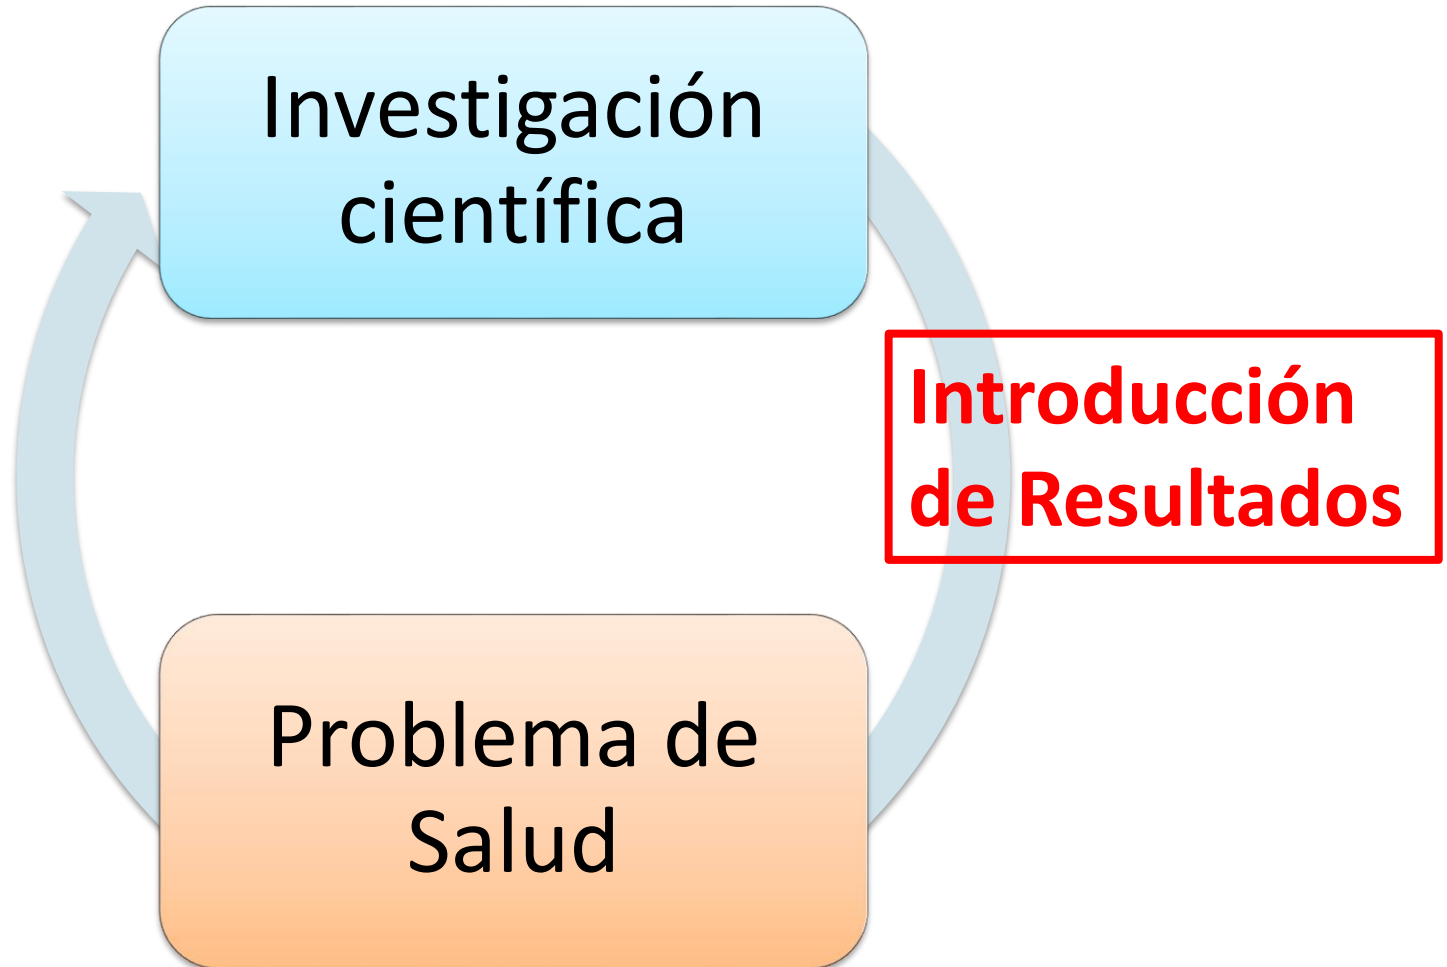 Investigación
científica
Introducción
de Resultados
Problema de
Salud